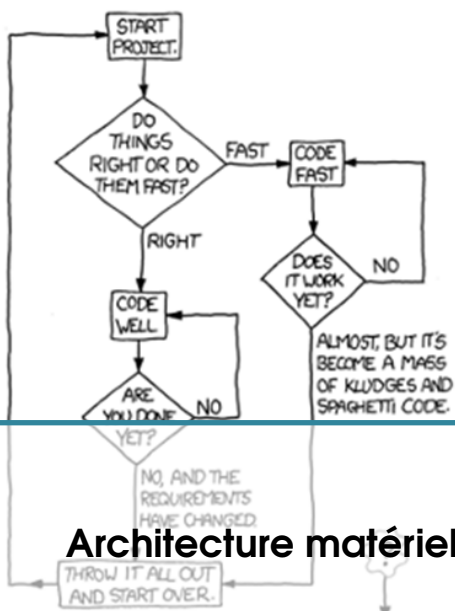 START
PROJECT.
DO
THINGS
RIGHT OR DO
THEM FAST?
FAST
CODE
FAST
RIGHT
DOES
IT WORK
YET?
NO
CODE
WELL
ALMOST, BUT IT'S
BECOME A MASS
OF KLUDGES AND
SPAGHETTI CODE.
ARE
YOU DONE
YET?
NO
NO, AND THE
REQUIREMENTS
HAVE CHANGED.
Architecture matériel
THROW IT ALL OUT
AND START OVER.